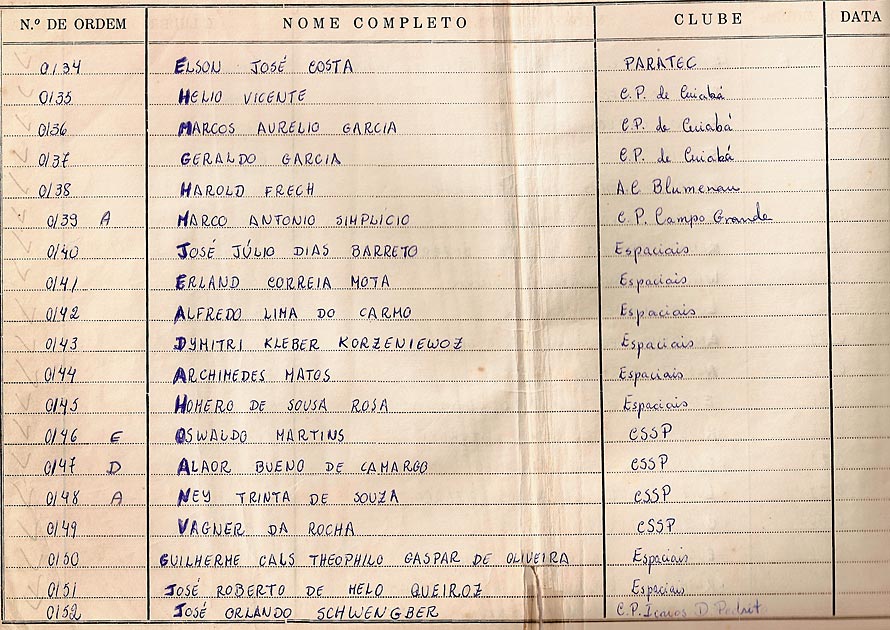 N.º DE ORDEM NOME COMPLETO CLUBE DATA
0134 ELSON JOSÉ COSTA PARATEC
0135 HELIO VICENTE C.P. de Cuiabá
0136 MARCOS AURELIO GARCIA C.P. de Cuiabá
0137 GERALDO GARCIA C.P. de Cuiabá
0138 HAROLD FRECH A.C. Blumenau
0139 A MARCO ANTONIO SIMPLÍCIO C.P. Campo Grande
0140 JOSÉ JÚLIO DIAS BARRETO Espaciais
0141 ERLAND CORREIA MOTA Espaciais
0142 ALFREDO LIMA DO CARMO Espaciais
0143 DYMITRI KLEBER KORZENIEWOZ Espaciais
0144 ARCHIMEDES MATOS Espaciais
0145 HOMERO DE SOUSA ROSA Espaciais
0146 E OSWALDO MARTINS CSSP
0147 D ALAOR BUENO DE CAMARGO CSSP
0148 A NEY TRINTA DE SOUZA CSSP
0149 VAGNER DA ROCHA CSSP
0150 GUILHERME CALS THEOPHILO GASPAR DE OLIVEIRA Espaciais
0151 JOSÉ ROBERTO DE MELO QUEIROZ Espaciais
0152 JOSÉ ORLANDO SCHWENGBER C.P. Icaros D